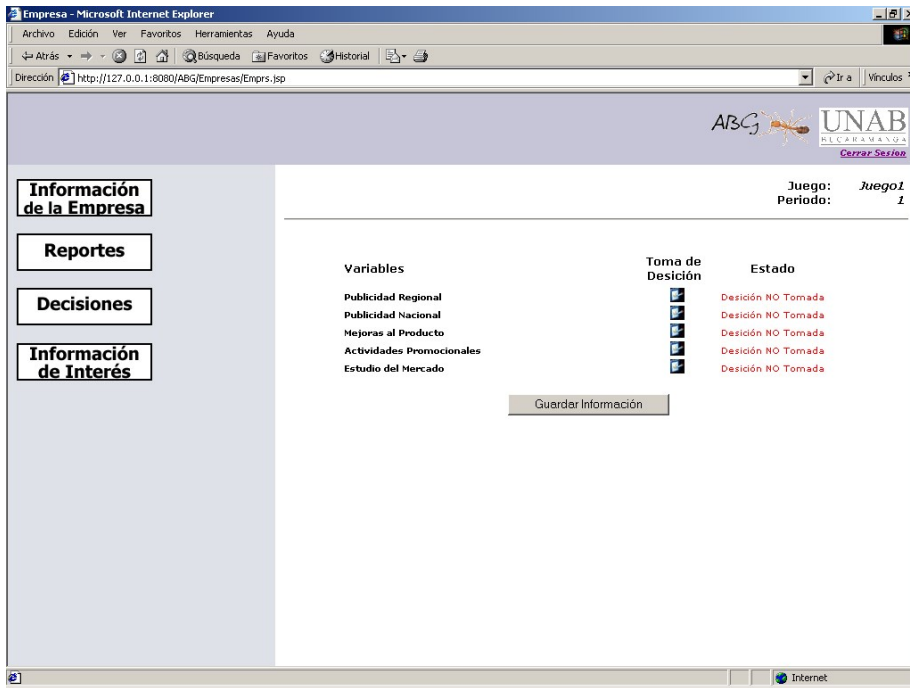 Empresa - Microsoft Internet Explorer
Archivo Edición Ver Favoritos Herramientas Ayuda
Atrás Búsqueda Favoritos Historial
Dirección http://127.0.0.1:8080/ABG/Empresas/Emprs.jsp Ir a Vínculos
ABG UNAB
BUCARAMANGA
Cerrar Sesion
Información
de la Empresa
Reportes
Decisiones
Información
de Interés
Juego: Juego1
Periodo: 1
Variables Toma de
Desición Estado
Publicidad Regional Desición NO Tomada
Publicidad Nacional Desición NO Tomada
Mejoras al Producto Desición NO Tomada
Actividades Promocionales Desición NO Tomada
Estudio del Mercado Desición NO Tomada
Guardar Información
Internet